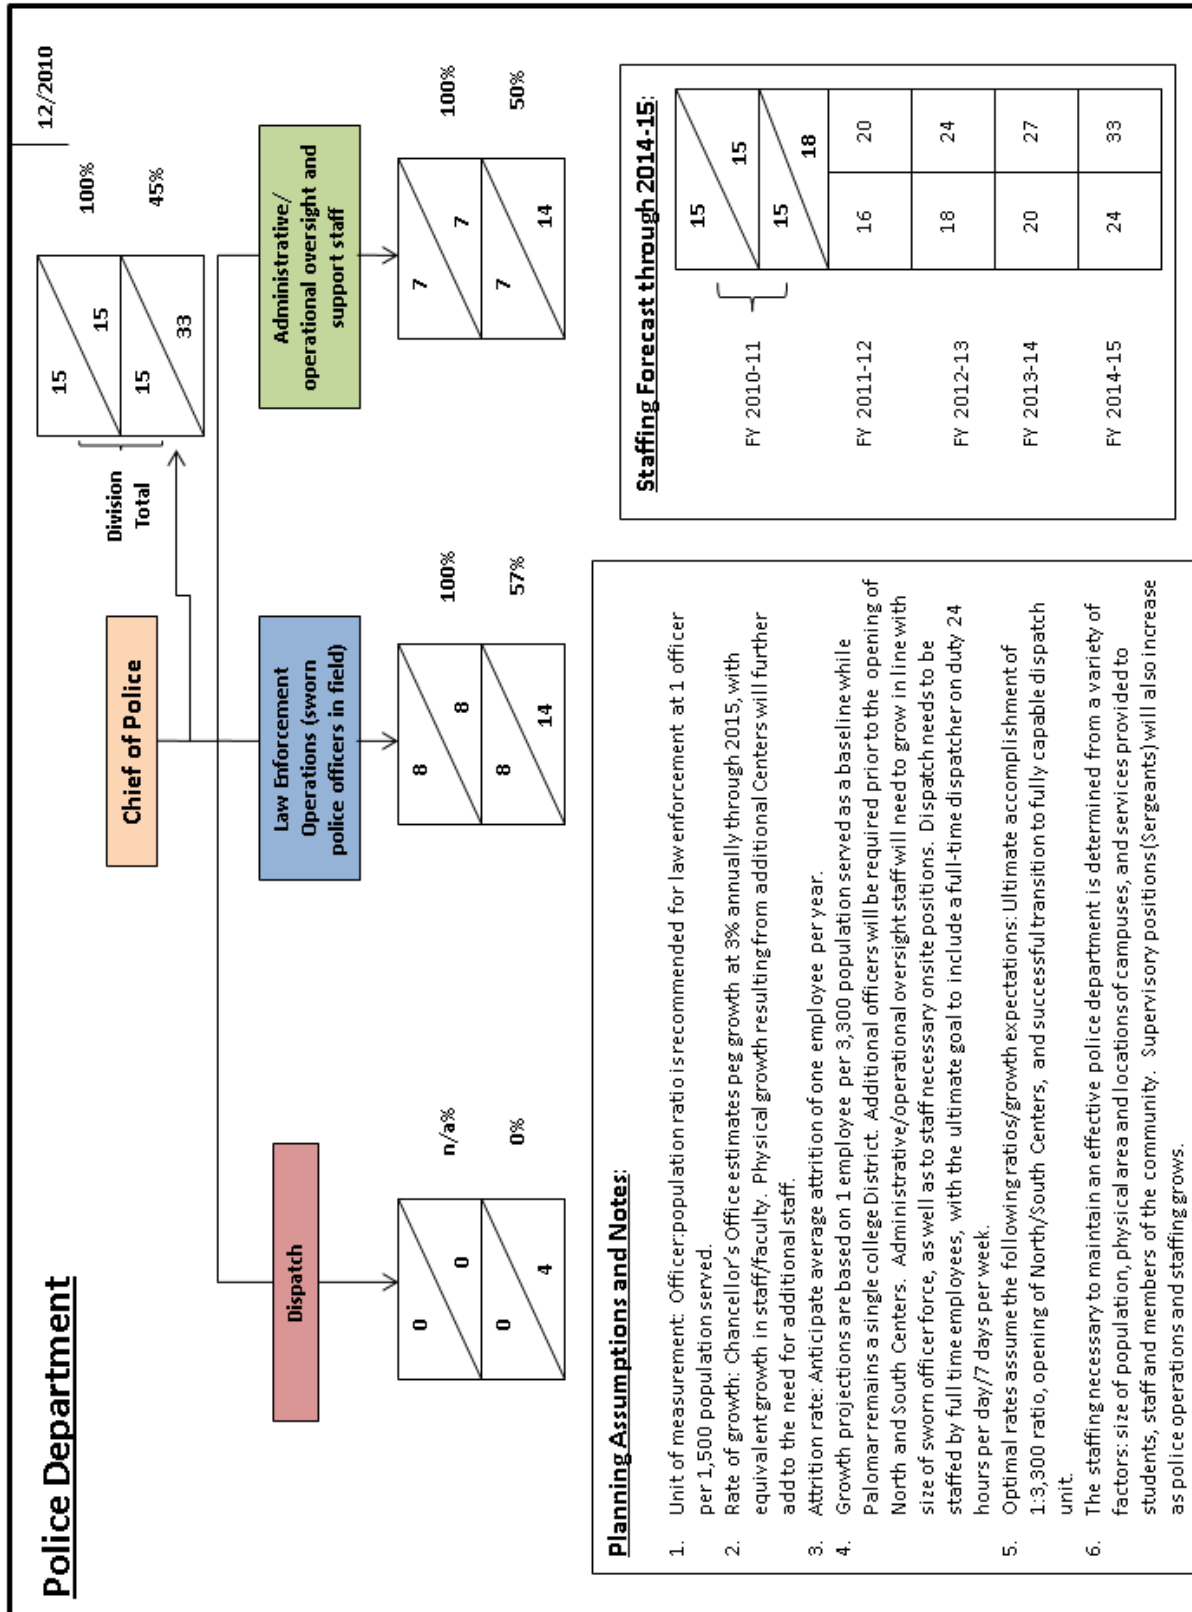 Police Department
12/2010
Chief of Police
Division
Total
15
15
15
33
100%
45%
Dispatch
0
0
0
4
n/a%
0%
Law Enforcement
Operations (sworn
police officers in field)
8
8
8
14
100%
57%
Administrative/
operational oversight and
support staff
7
7
7
14
100%
50%
Planning Assumptions and Notes:
1. Unit of measurement: Officer:population ratio is recommended for law enforcement at 1 officer
per 1,500 population served.
2. Rate of growth: Chancellor's Office estimates peg growth at 3% annually through 2015, with
equivalent growth in staff/faculty. Physical growth resulting from additional Centers will further
add to the need for additional staff.
3. Attrition rate: Anticipate average attrition of one employee per year.
4. Growth projections are based on 1 employee per 3,300 population served as a baseline while
Palomar remains a single college District. Additional officers will be required prior to the opening of
North and South Centers. Administrative/operational oversight staff will need to grow in line with
size of sworn officer force, as well as to staff necessary onsite positions. Dispatch needs to be
staffed by full time employees, with the ultimate goal to include a full-time dispatcher on duty 24
hours per day/7 days per week.
5. Optimal rates assume the following ratios/growth expectations: Ultimate accomplishment of
1:3,300 ratio, opening of North/South Centers, and successful transition to fully capable dispatch
unit.
6. The staffing necessary to maintain an effective police department is determined from a variety of
factors: size of population, physical area and locations of campuses, and services provided to
students, staff and members of the community. Supervisory positions (Sergeants) will also increase
as police operations and staffing grows.
Staffing Forecast through 2014-15:
FY 2010-11 15 15
15 18
FY 2011-12 16 20
FY 2012-13 18 24
FY 2013-14 20 27
FY 2014-15 24 33